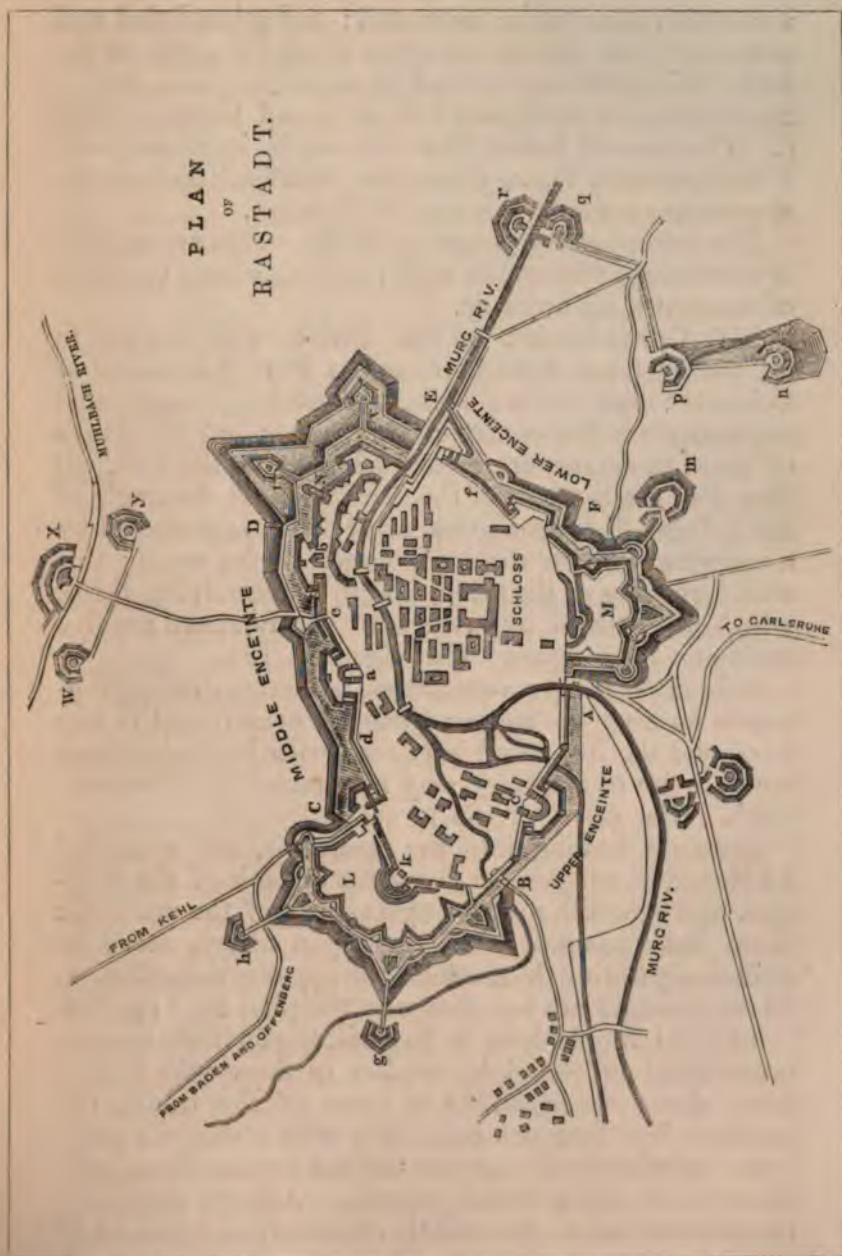 PLAN
OF
RASTADT.
MUHLBACH RIVER.
X
y
W
r
q
MURG RIV.
E
D
MIDDLE ENCEINTE
LOWER ENCEINTE
p
n
m
f
F
M
SCHLOSS
e
b
a
d
C
L
k
h
g
FROM KEHL
FROM BADEN AND OFFENBERG
B
c
A
UPPER ENCEINTE
MURG RIV.
TO CARLSRUHE